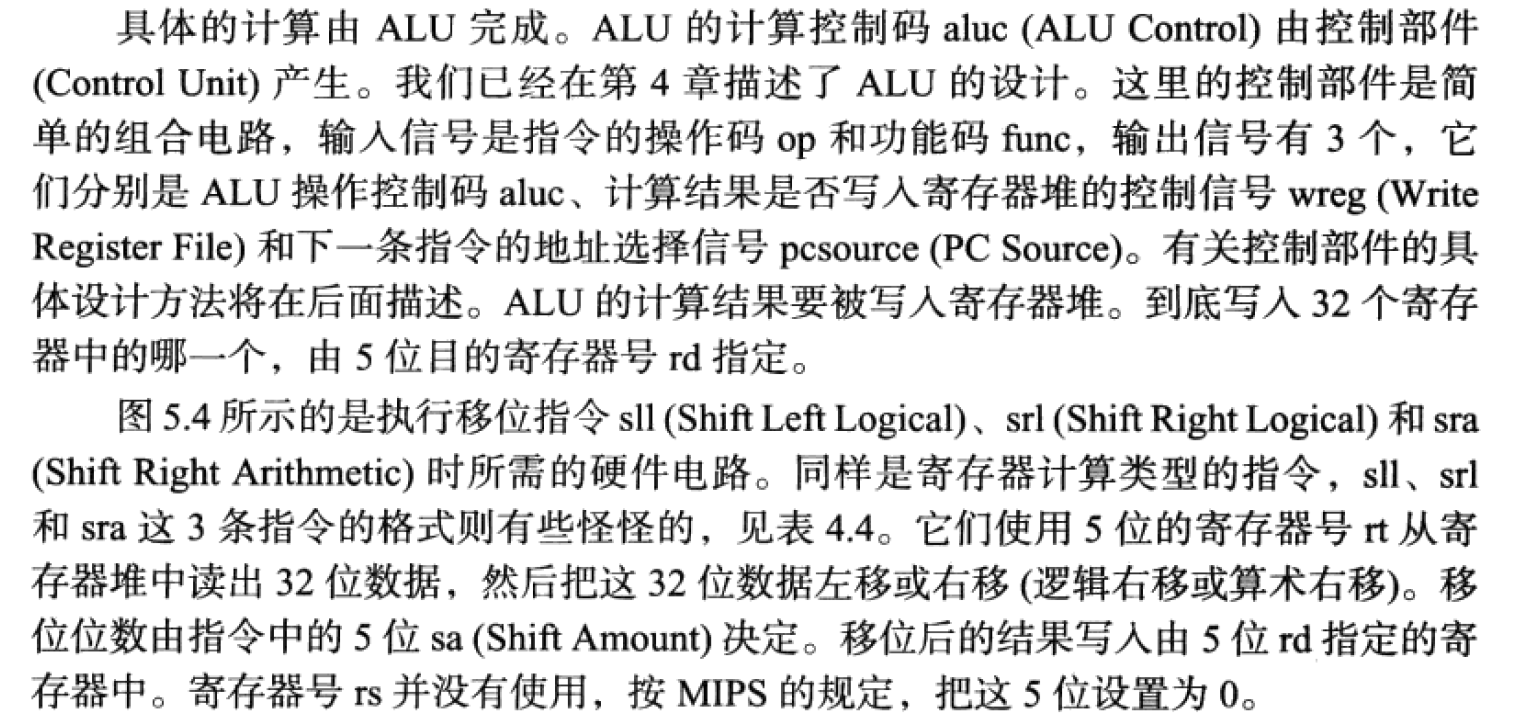 具体的计算由 ALU 完成。ALU 的计算控制码 aluc (ALU Control) 由控制部件
(Control Unit) 产生。我们已经在第 4 章描述了 ALU 的设计。这里的控制部件是简
单的组合电路，输入信号是指令的操作码 op 和功能码 func，输出信号有 3 个，它
们分别是 ALU 操作控制码 aluc、计算结果是否写入寄存器堆的控制信号 wreg (Write
Register File) 和下一条指令的地址选择信号 pcsource (PC Source)。有关控制部件的具
体设计方法将在后面描述。ALU 的计算结果要被写入寄存器堆。到底写入 32 个寄存
器中的哪一个，由 5 位目的寄存器号 rd 指定。
图 5.4 所示的是执行移位指令 sll (Shift Left Logical)、srl (Shift Right Logical) 和 sra
(Shift Right Arithmetic) 时所需的硬件电路。同样是寄存器计算类型的指令，sll、srl
和 sra 这 3 条指令的格式则有些怪怪的，见表 4.4。它们使用 5 位的寄存器号 rt 从寄
存器堆中读出 32 位数据，然后把这 32 位数据左移或右移 (逻辑右移或算术右移)。移
位位数由指令中的 5 位 sa (Shift Amount) 决定。移位后的结果写入由 5 位 rd 指定的寄
存器中。寄存器号 rs 并没有使用，按 MIPS 的规定，把这 5 位设置为 0。